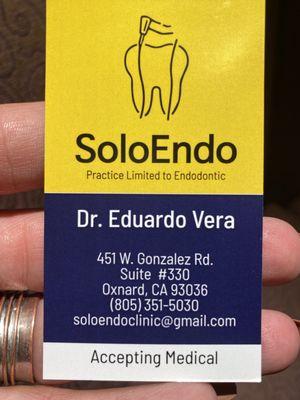 SoloEndo
Practice Limited to Endodontic
Dr. Eduardo Vera
451 W. Gonzalez Rd.
Suite #330
Oxnard, CA 93036
(805) 351-5030
soloendoclinic@gmail.com
Accepting Medical